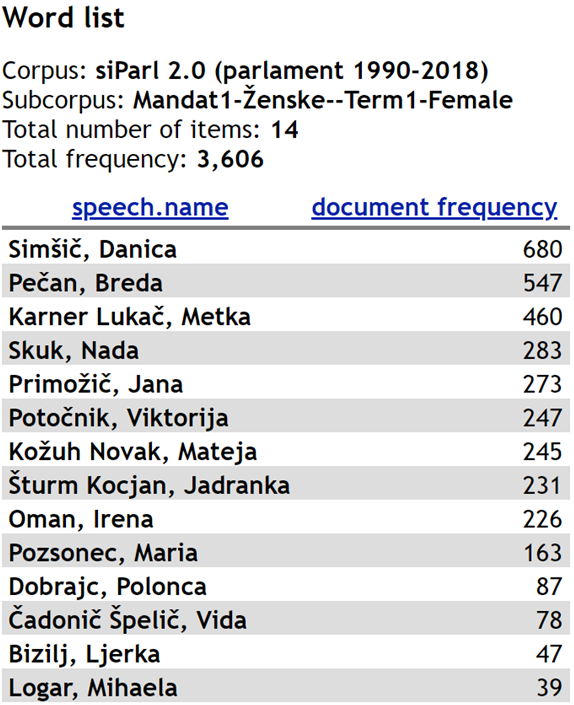 Word list
Corpus: siParl 2.0 (parlament 1990-2018)
Subcorpus: Mandat1-Ženske--Term1-Female
Total number of items: 14
Total frequency: 3,606
speech.name document frequency
Simšič, Danica 680
Pečan, Breda 547
Karner Lukač, Metka 460
Skuk, Nada 283
Primožič, Jana 273
Potočnik, Viktorija 247
Kožuh Novak, Mateja 245
Šturm Kocjan, Jadranka 231
Oman, Irena 226
Pozsonec, Maria 163
Dobrajc, Polonca 87
Čadonič Špelič, Vida 78
Bizilj, Ljerka 47
Logar, Mihaela 39